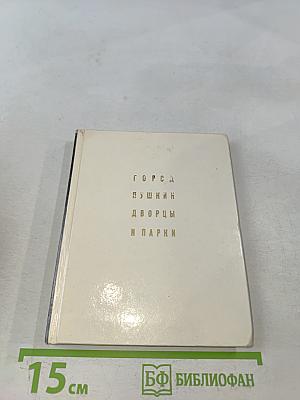 ГОРОД
ПУШКИН
ДВОРЦЫ
И ПАРКИ
15 см
БФ БИБЛИОФАН